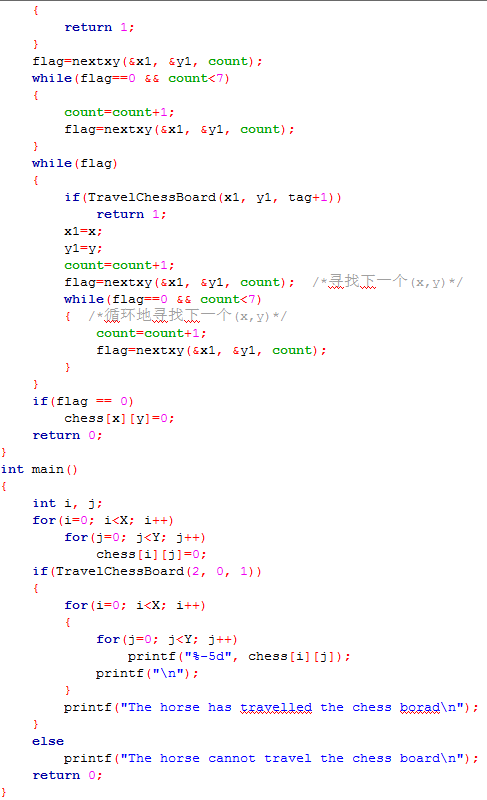 {
return 1;
}
flag=nextxy(&x1, &y1, count);
while(flag==0 && count<7)
{
count=count+1;
flag=nextxy(&x1, &y1, count);
}
while(flag)
{
if(TravelChessBoard(x1, y1, tag+1))
return 1;
x1=x;
y1=y;
count=count+1;
flag=nextxy(&x1, &y1, count); /*寻找下一个(x,y)*/
while(flag==0 && count<7)
{ /*循环地寻找下一个(x,y)*/
count=count+1;
flag=nextxy(&x1, &y1, count);
}
}
if(flag == 0)
chess[x][y]=0;
return 0;
}
int main()
{
int i, j;
for(i=0; i<X; i++)
for(j=0; j<Y; j++)
chess[i][j]=0;
if(TravelChessBoard(2, 0, 1))
{
for(i=0; i<X; i++)
{
for(j=0; j<Y; j++)
printf("%-5d", chess[i][j]);
printf("\n");
}
printf("The horse has travelled the chess borad\n");
}
else
printf("The horse cannot travel the chess board\n");
return 0;
}